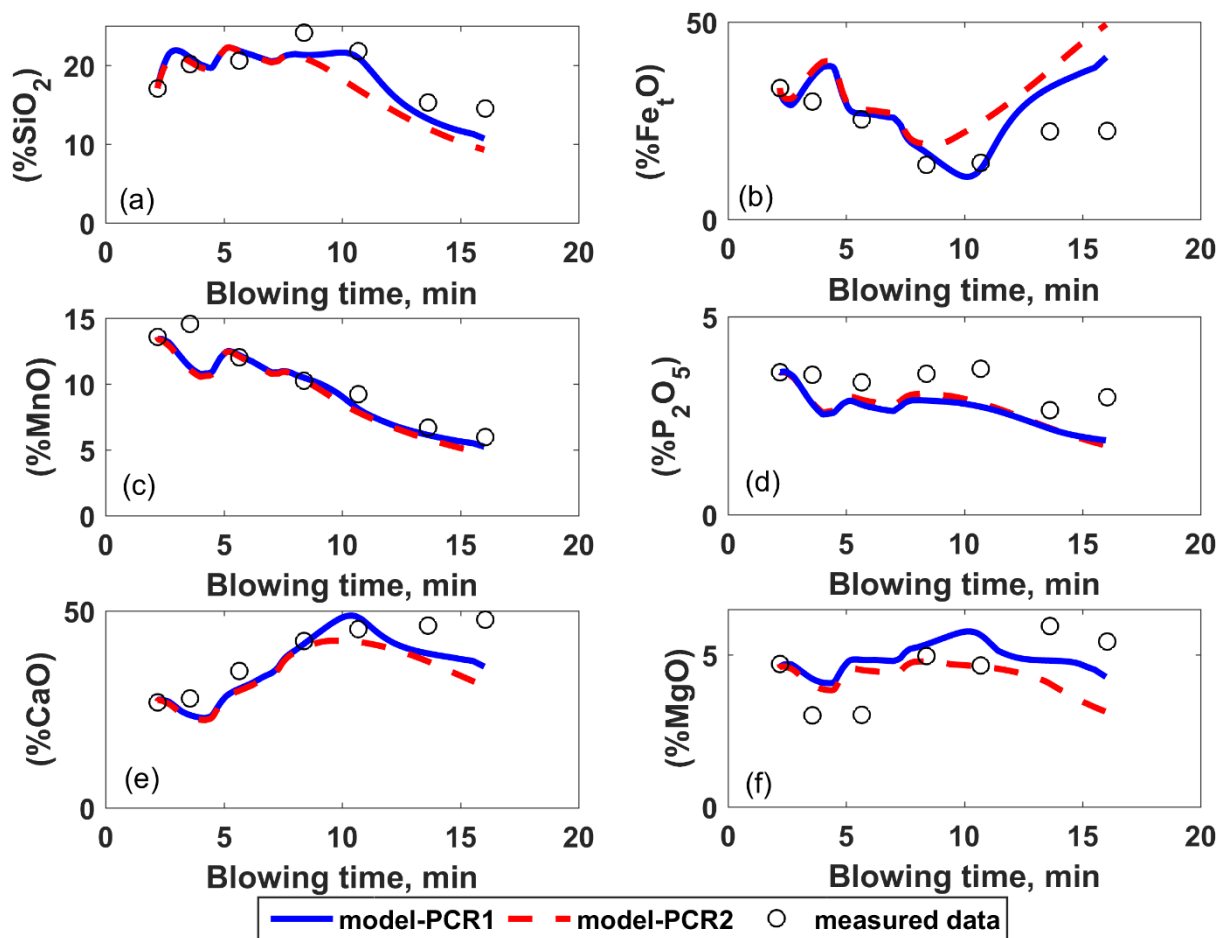 (%SiO2)
20
10
0
(a)
0 5 10 15 20
Blowing time, min
(%FetO)
50
0
(b)
0 5 10 15 20
Blowing time, min
(%MnO)
15
10
5
0
(c)
0 5 10 15 20
Blowing time, min
(%P2O5)
5
0
(d)
0 5 10 15 20
Blowing time, min
(%CaO)
50
0
(e)
0 5 10 15 20
Blowing time, min
(%MgO)
5
0
(f)
0 5 10 15 20
Blowing time, min
model-PCR1 model-PCR2 measured data